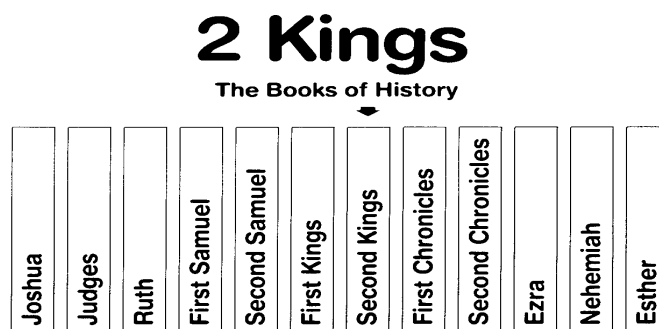 2 Kings
The Books of History
Joshua
Judges
Ruth
First Samuel
Second Samuel
First Kings
Second Kings
First Chronicles
Second Chronicles
Ezra
Nehemiah
Esther